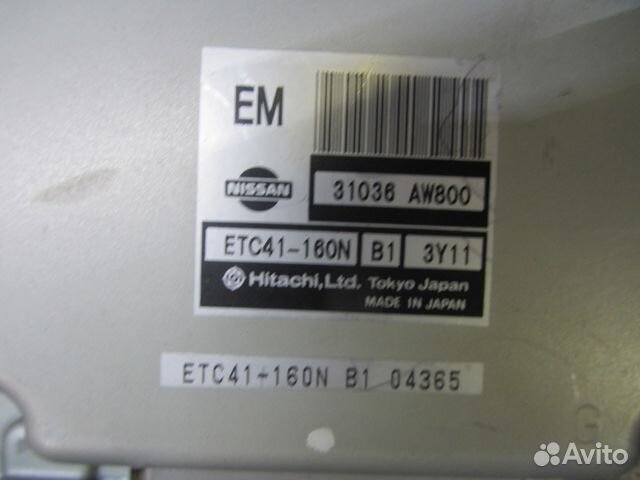 EM
NISSAN
31036 AW800
ETC41-160N B1 3Y11
Hitachi, Ltd. Tokyo Japan
MADE IN JAPAN
ETC41-160N B1 04365
G
Avito